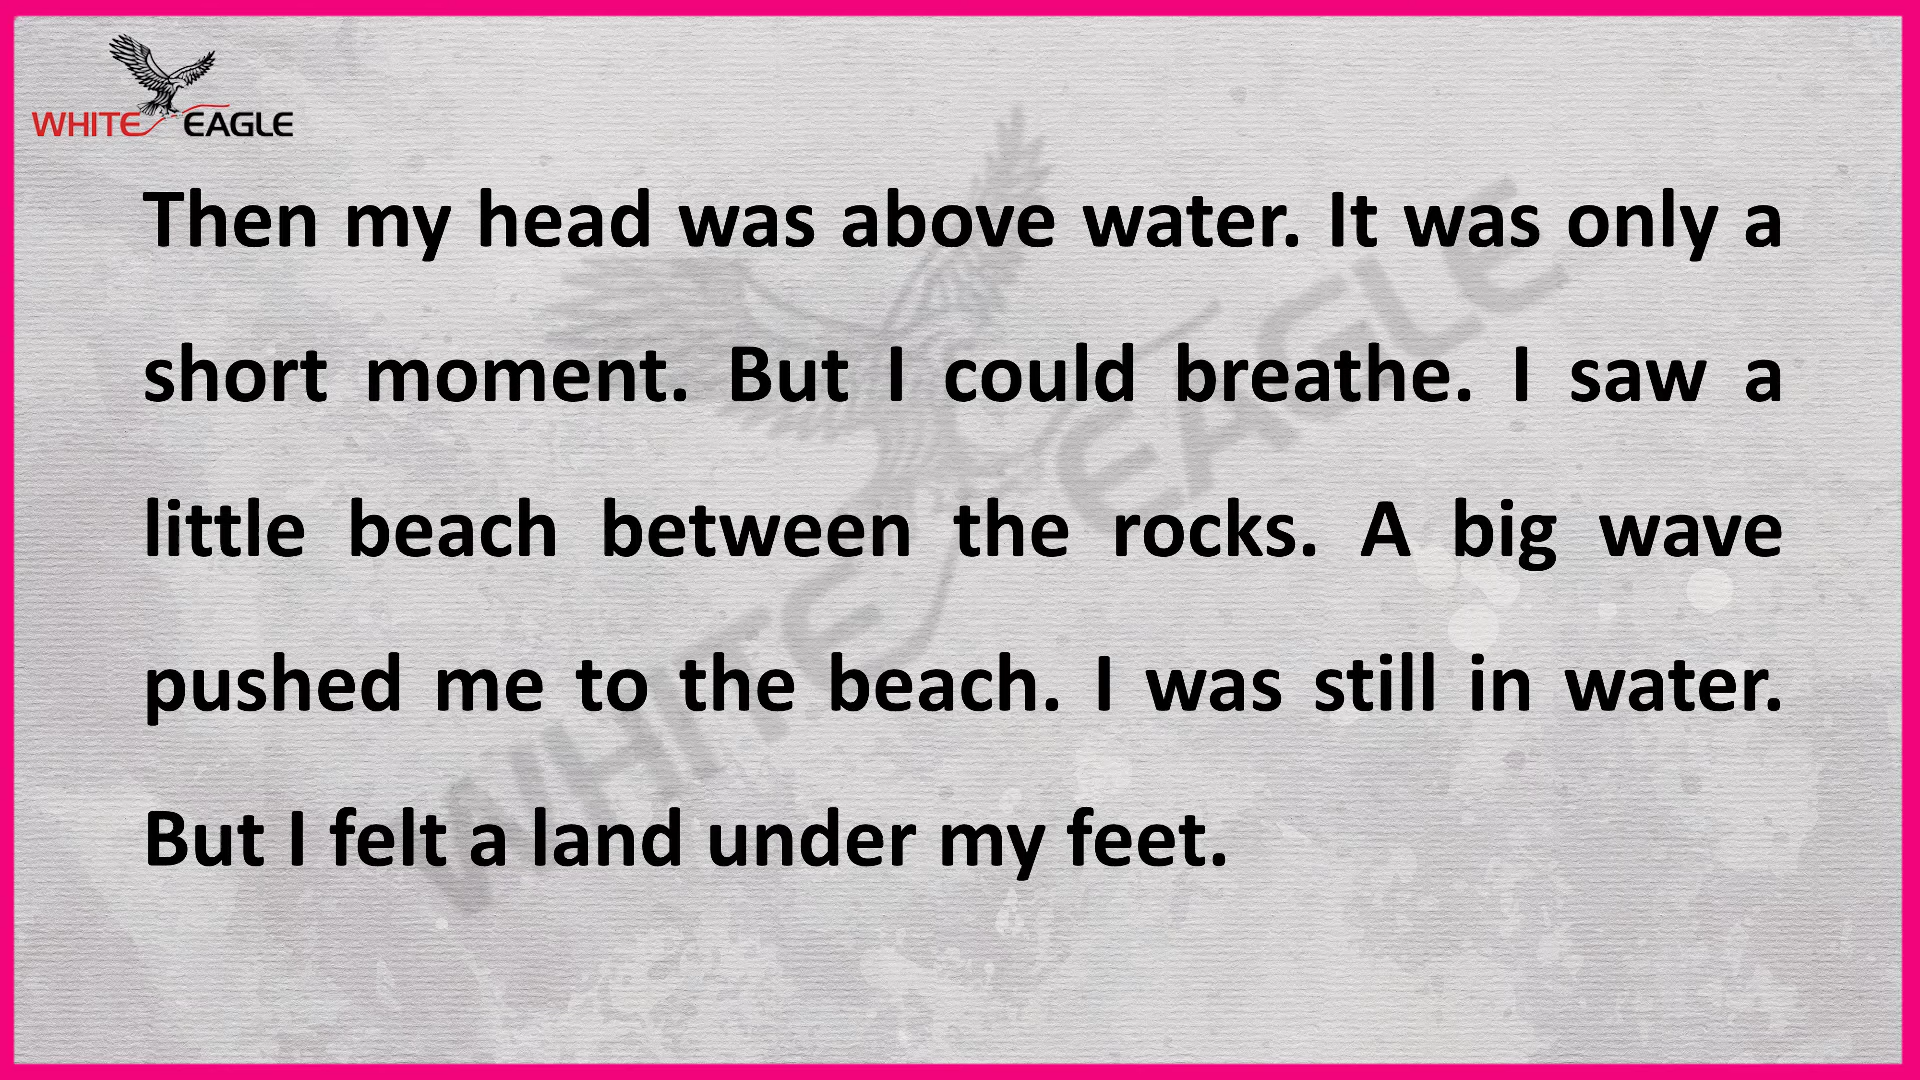 WHITE EAGLE
Then my head was above water. It was only a
short moment. But I could breathe. I saw a
little beach between the rocks. A big wave
pushed me to the beach. I was still in water.
But I felt a land under my feet.
WHITE EAGLE